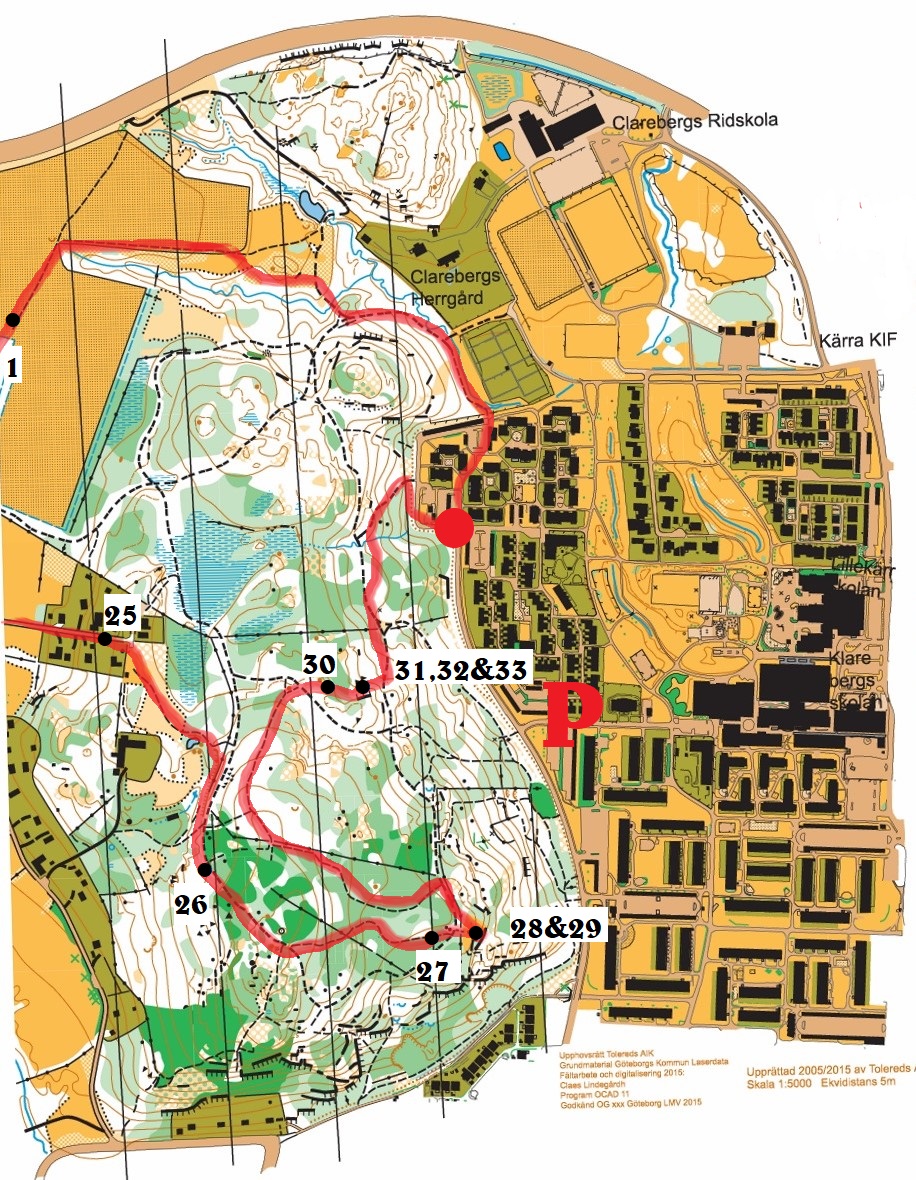 Clarebergs Ridskola
Clarebergs
Herrgård
Kärra KIF
1
25
30
31,32&33
Lillekärr
skolan
Klare
bergs
skolan
P
26
28&29
27
Upphovsrätt Tolereds AIK
Grundmaterial Göteborgs Kommun Laserdata
Fältarbete och digitalisering 2015:
Claes Lindegårdh
Program OCAD 11
Godkänd OG xxx Göteborg LMV 2015
Upprättad 2005/2015 av Tolereds A
Skala 1:5000 Ekvidistans 5m